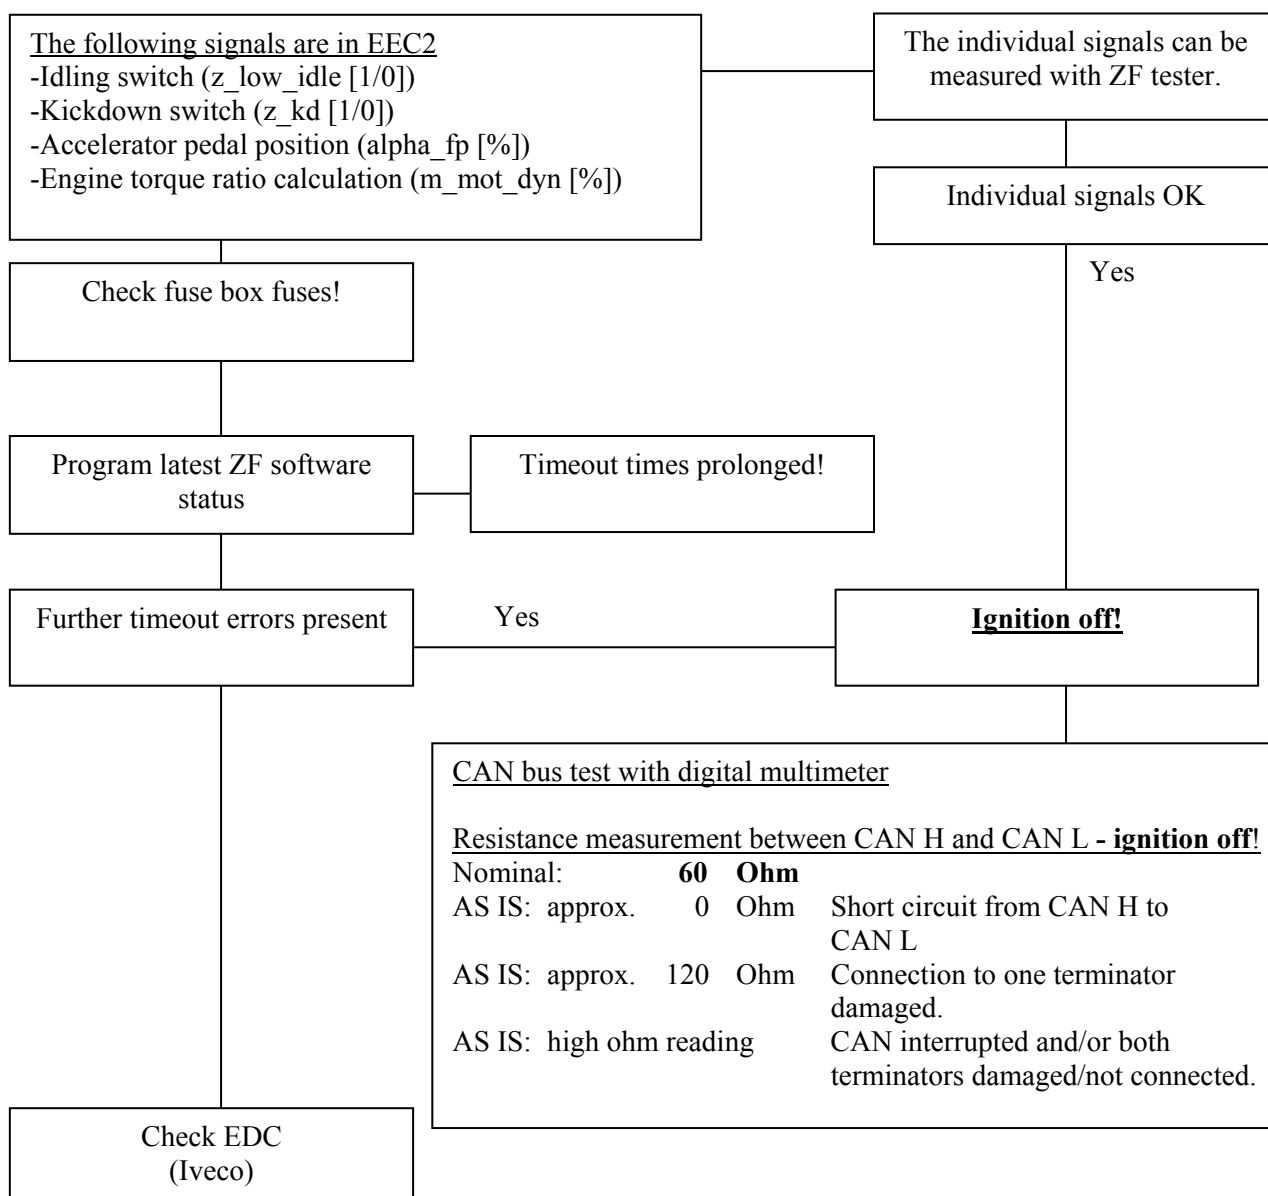 The following signals are in EEC2
-Idling switch (z_low_idle [1/0])
-Kickdown switch (z_kd [1/0])
-Accelerator pedal position (alpha_fp [%])
-Engine torque ratio calculation (m_mot_dyn [%])
The individual signals can be
measured with ZF tester.
Individual signals OK
Yes
Check fuse box fuses!
Program latest ZF software
status
Timeout times prolonged!
Further timeout errors present
Yes
Ignition off!
CAN bus test with digital multimeter
Resistance measurement between CAN H and CAN L - ignition off!
Nominal: 60 Ohm
AS IS: approx. 0 Ohm Short circuit from CAN H to
CAN L
AS IS: approx. 120 Ohm Connection to one terminator
damaged.
AS IS: high ohm reading CAN interrupted and/or both
terminators damaged/not connected.
Check EDC
(Iveco)